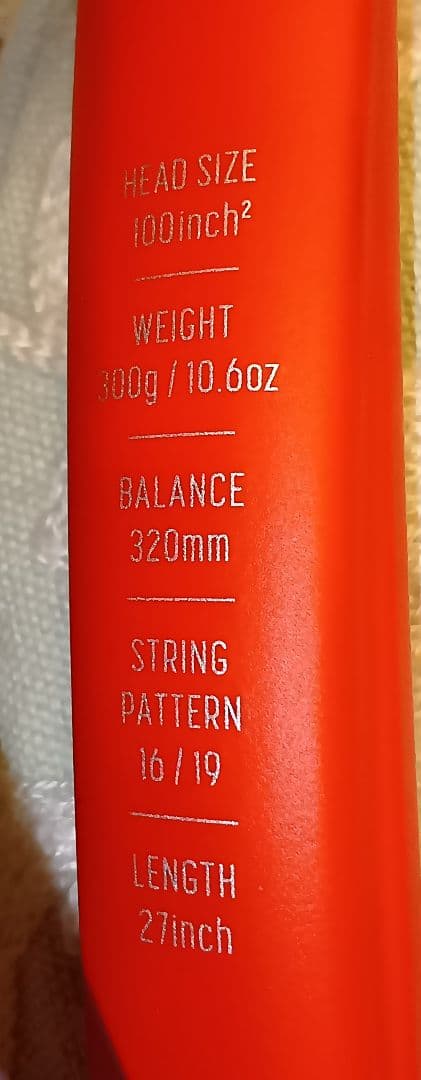 HEAD SIZE
100inch²
WEIGHT
300g / 10.6oz
BALANCE
320mm
STRING
PATTERN
16 / 19
LENGTH
27inch